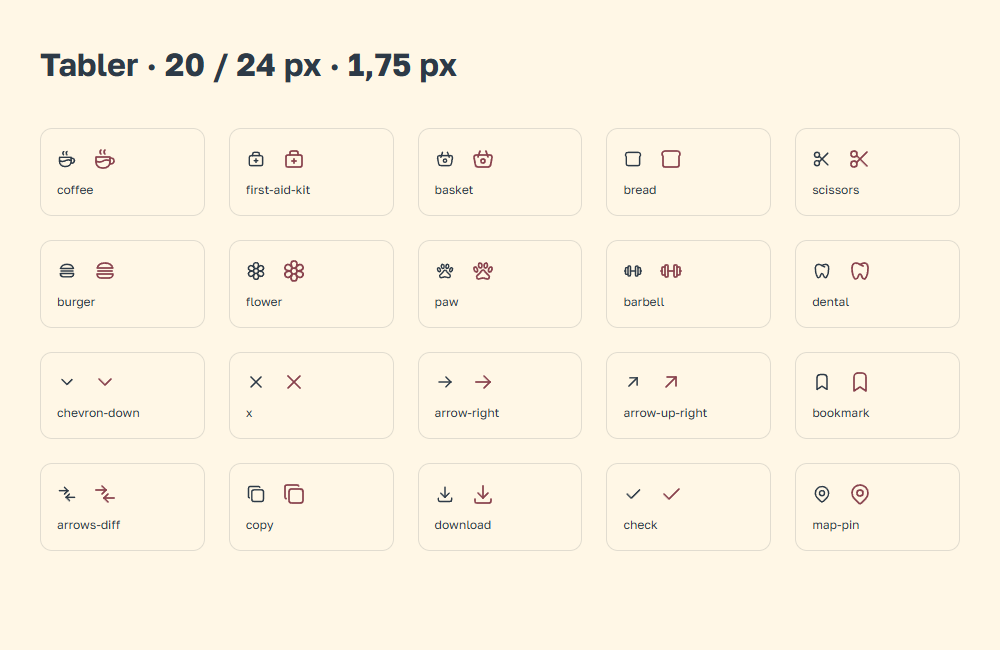 Tabler · 20 / 24 px · 1,75 px
coffee
first-aid-kit
basket
bread
scissors
burger
flower
paw
barbell
dental
chevron-down
x
arrow-right
arrow-up-right
bookmark
arrows-diff
copy
download
check
map-pin